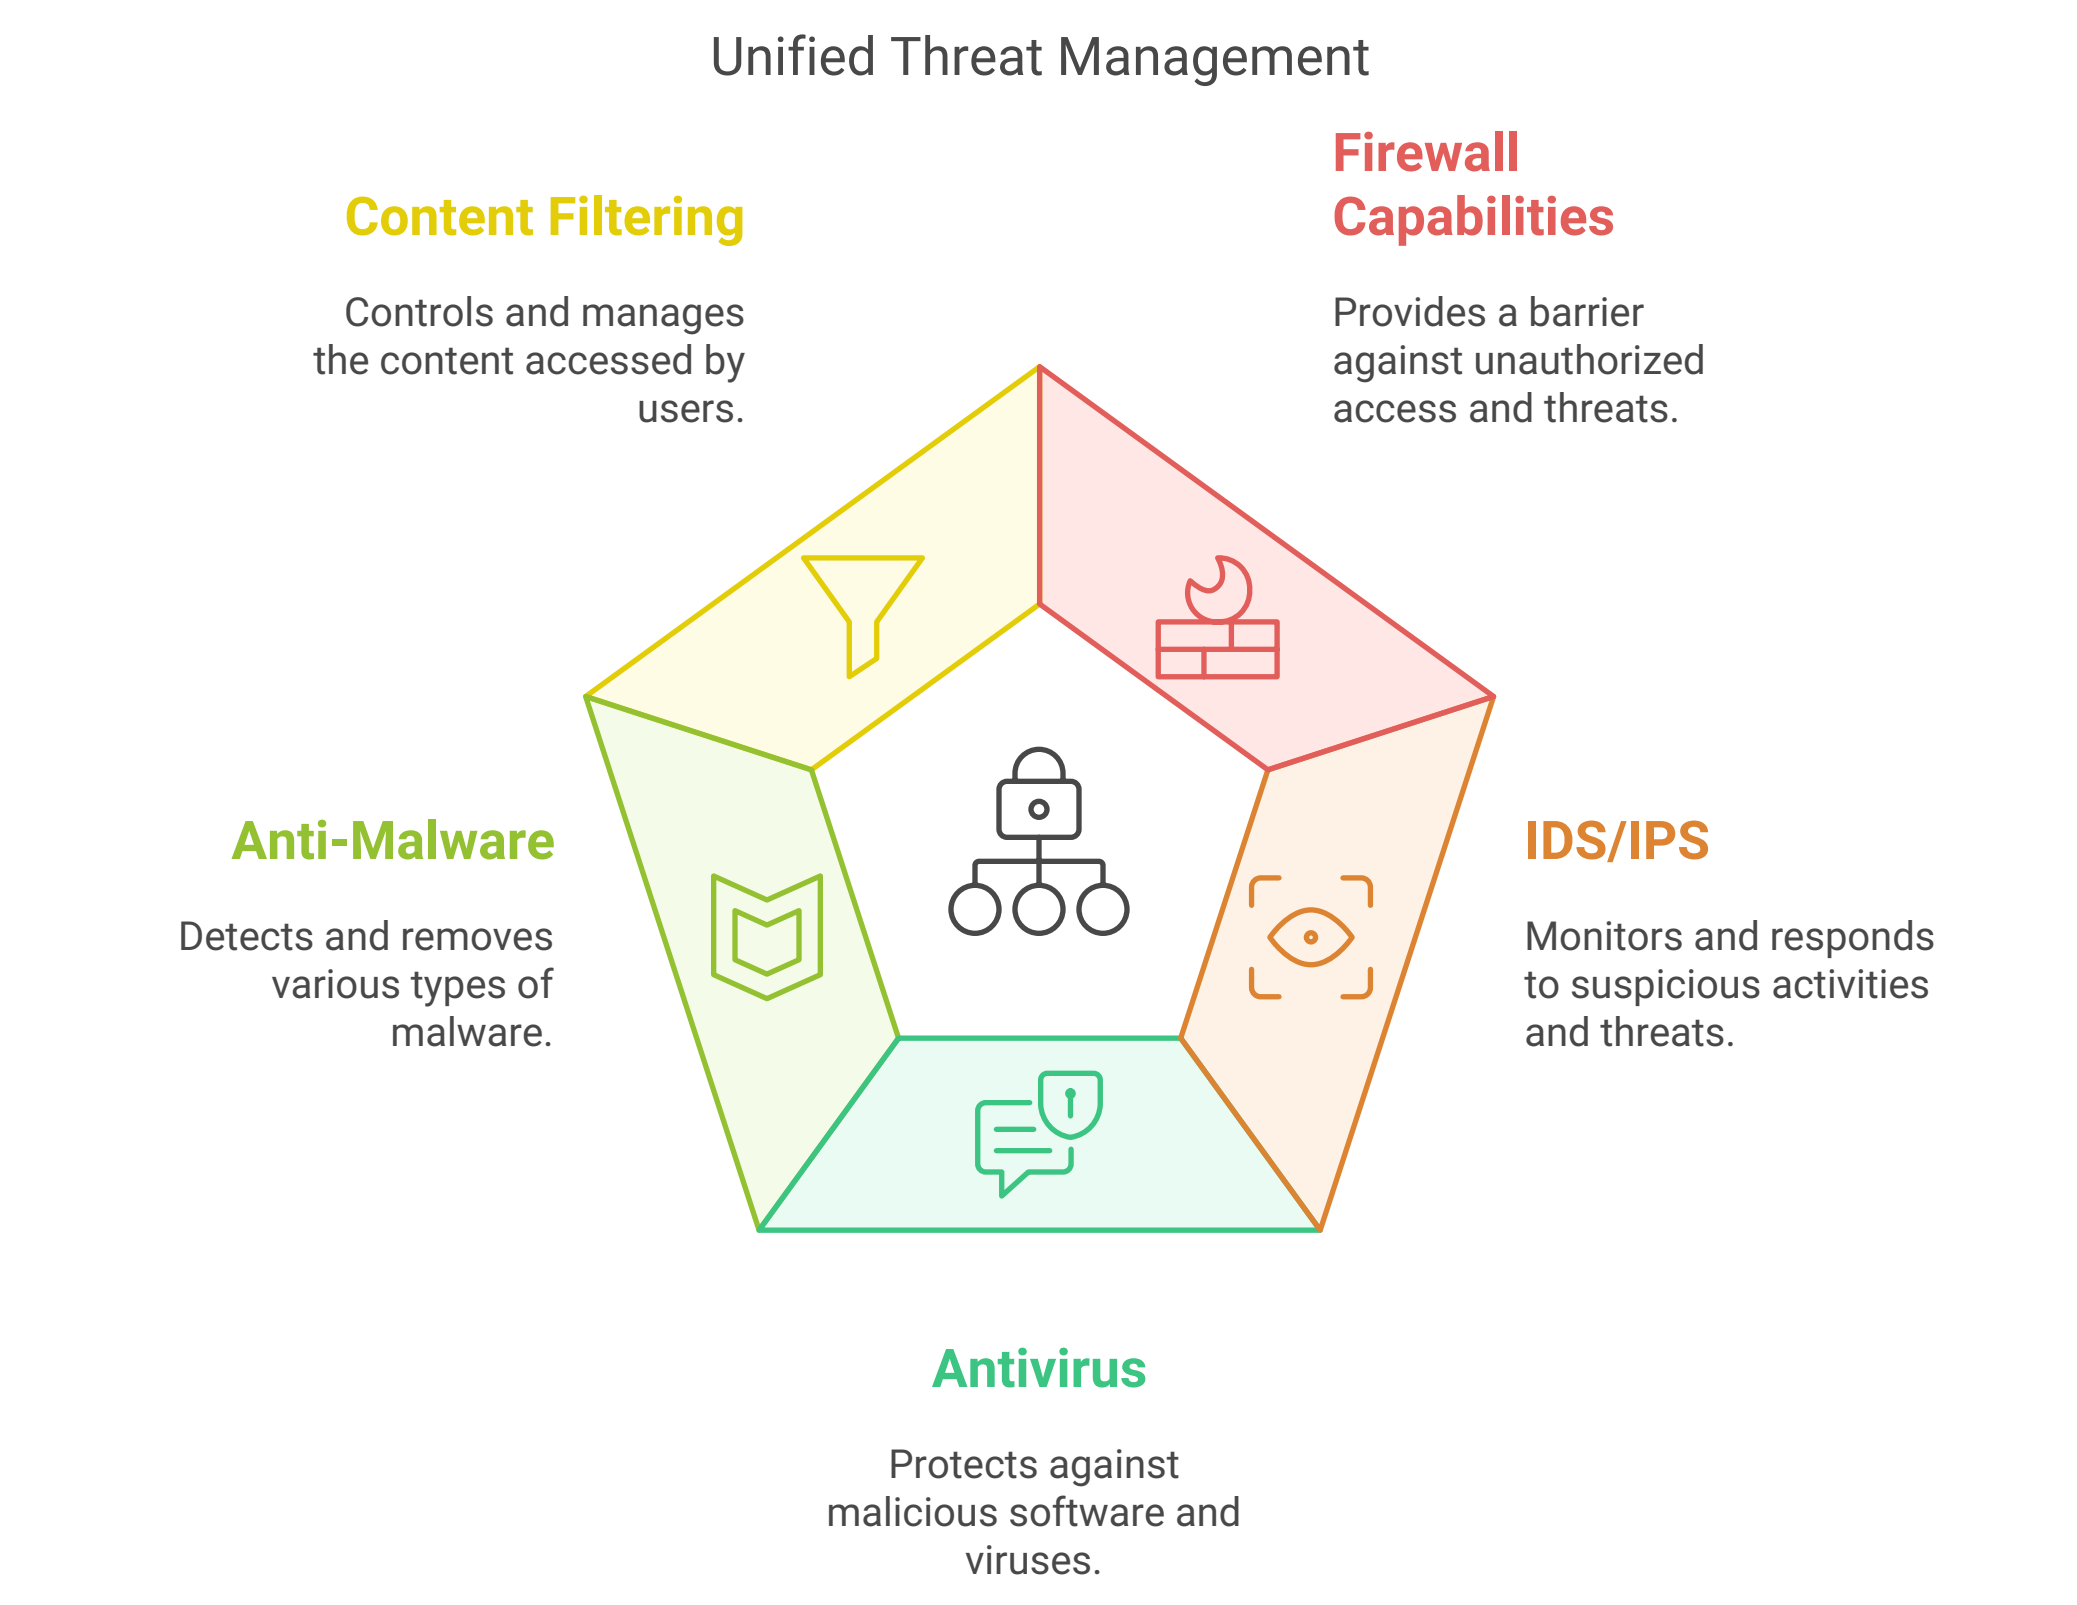 Unified Threat Management
Firewall
Capabilities
Provides a barrier
against unauthorized
access and threats.
Content Filtering
Controls and manages
the content accessed by
users.
Anti-Malware
Detects and removes
various types of
malware.
IDS/IPS
Monitors and responds
to suspicious activities
and threats.
Antivirus
Protects against
malicious software and
viruses.